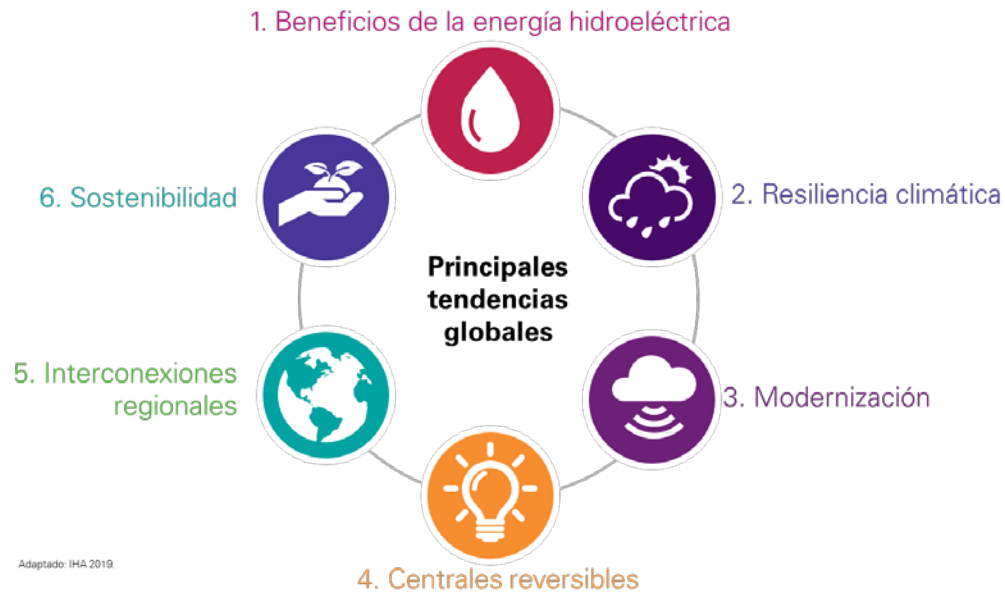 1. Beneficios de la energía hidroeléctrica
2. Resiliencia climática
3. Modernización
4. Centrales reversibles
5. Interconexiones
regionales
6. Sostenibilidad
Principales
tendencias
globales
Adaptado: IHA 2019.